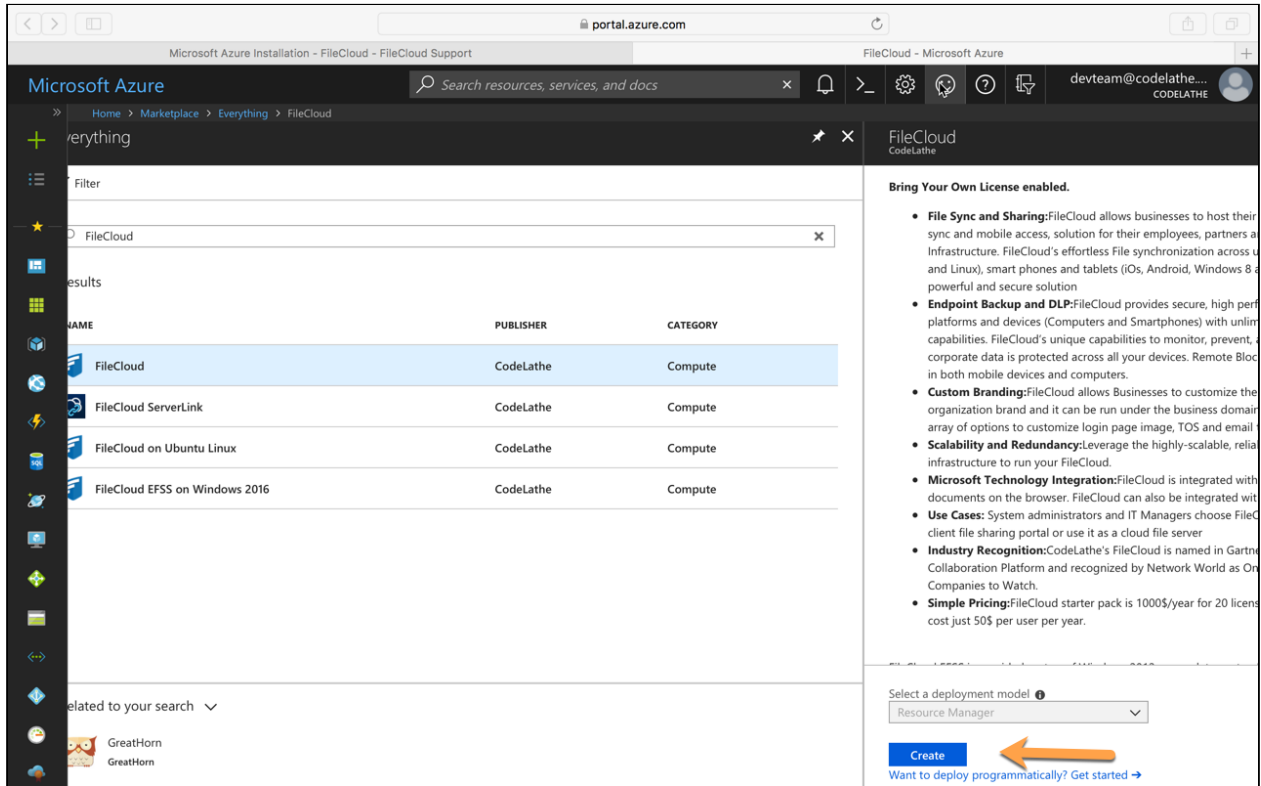 portal.azure.com
Microsoft Azure Installation - FileCloud - FileCloud Support
FileCloud - Microsoft Azure
Microsoft Azure
Search resources, services, and docs
devteam@codelathe....
CODELATHE
Home > Marketplace > Everything > FileCloud
verything
Filter
FileCloud
esults
NAME PUBLISHER CATEGORY
FileCloud CodeLathe Compute
FileCloud ServerLink CodeLathe Compute
FileCloud on Ubuntu Linux CodeLathe Compute
FileCloud EFSS on Windows 2016 CodeLathe Compute
elated to your search
GreatHorn
GreatHorn
FileCloud
CodeLathe
Bring Your Own License enabled.
• File Sync and Sharing:FileCloud allows businesses to host their
sync and mobile access, solution for their employees, partners a
Infrastructure. FileCloud's effortless File synchronization across u
and Linux), smart phones and tablets (iOs, Android, Windows 8 a
powerful and secure solution
• Endpoint Backup and DLP:FileCloud provides secure, high perf
platforms and devices (Computers and Smartphones) with unlim
capabilities. FileCloud's unique capabilities to monitor, prevent, a
corporate data is protected across all your devices. Remote Bloc
in both mobile devices and computers.
• Custom Branding:FileCloud allows Businesses to customize the
organization brand and it can be run under the business domain
array of options to customize login page image, TOS and email t
• Scalability and Redundancy:Leverage the highly-scalable, relial
infrastructure to run your FileCloud.
• Microsoft Technology Integration:FileCloud is integrated with
documents on the browser. FileCloud can also be integrated wit
• Use Cases: System administrators and IT Managers choose FileC
client file sharing portal or use it as a cloud file server
• Industry Recognition:CodeLathe's FileCloud is named in Gartne
Collaboration Platform and recognized by Network World as On
Companies to Watch.
• Simple Pricing:FileCloud starter pack is 1000$/year for 20 licens
cost just 50$ per user per year.
Select a deployment model
Resource Manager
Create
Want to deploy programmatically? Get started →